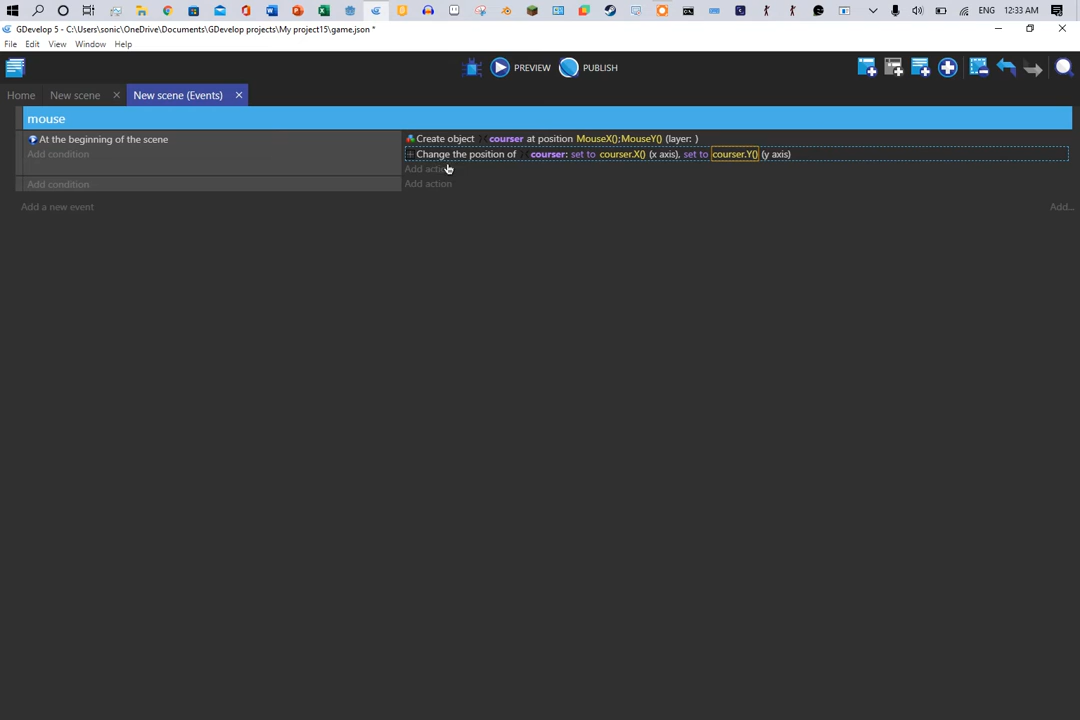 ENG 12:33 AM
GDevelop 5 - C:\Users\sonic\OneDrive\Documents\GDevelop projects\My project15\game.json *
File Edit View Window Help
PREVIEW PUBLISH
Home New scene × New scene (Events) ×
mouse
At the beginning of the scene
Add condition
Create object courser at position MouseX();MouseY() (layer: )
Change the position of courser: set to courser.X() (x axis), set to courser.Y() (y axis)
Add action
Add condition Add action
Add a new event Add...